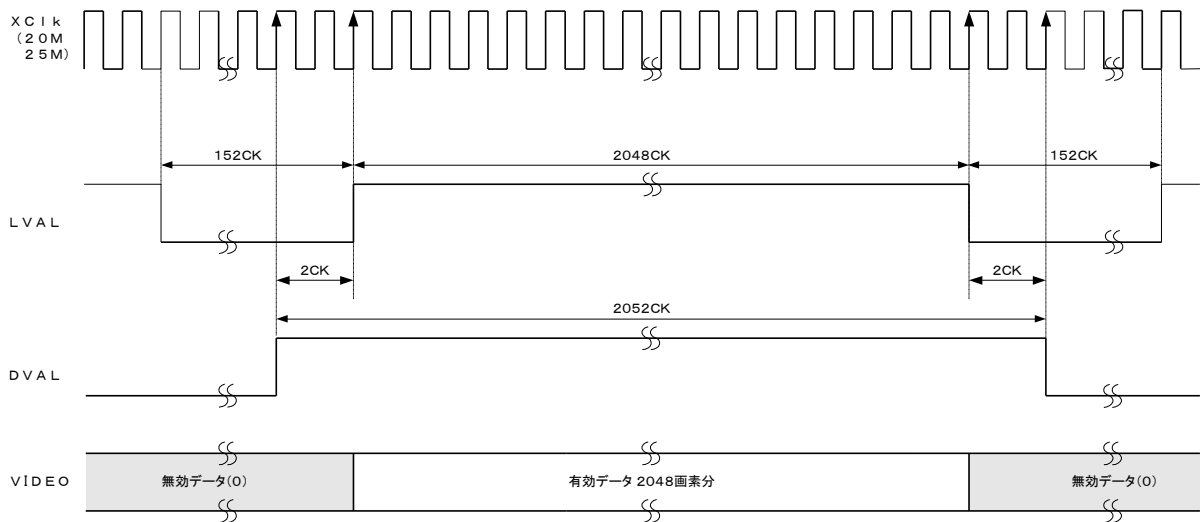 XClk
(20M
25M)
152CK
2048CK
152CK
LVAL
2CK
2CK
2052CK
DVAL
VIDEO
無効データ(0)
有効データ 2048画素分
無効データ(0)